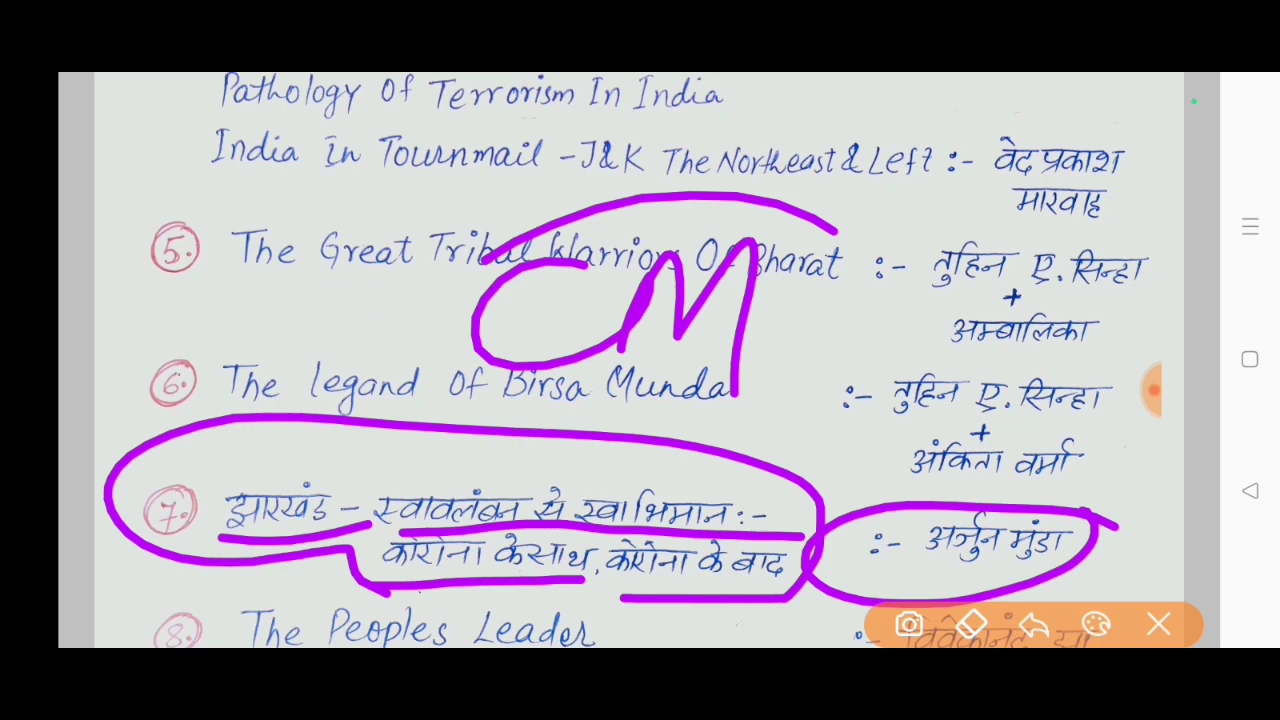 Pathology Of Terrorism In India
India in Tournmail - J&K The Northeast & Left :- वेद प्रकाश
मारवाह
5. The Great Tribal Warriors Of Bharat :- तुहिन ए. सिन्हा
+
अम्बालिका
CM
6. The legand Of Birsa Munda :- तुहिन ए. सिन्हा
+
अंकिता वर्मा
7. झारखंड - स्वावलंबन से स्वाभिमान :-
कोरोना के साथ, कोरोना के बाद :- अर्जुन मुंडा
8. The Peoples Leader :- विवेकानंद झा